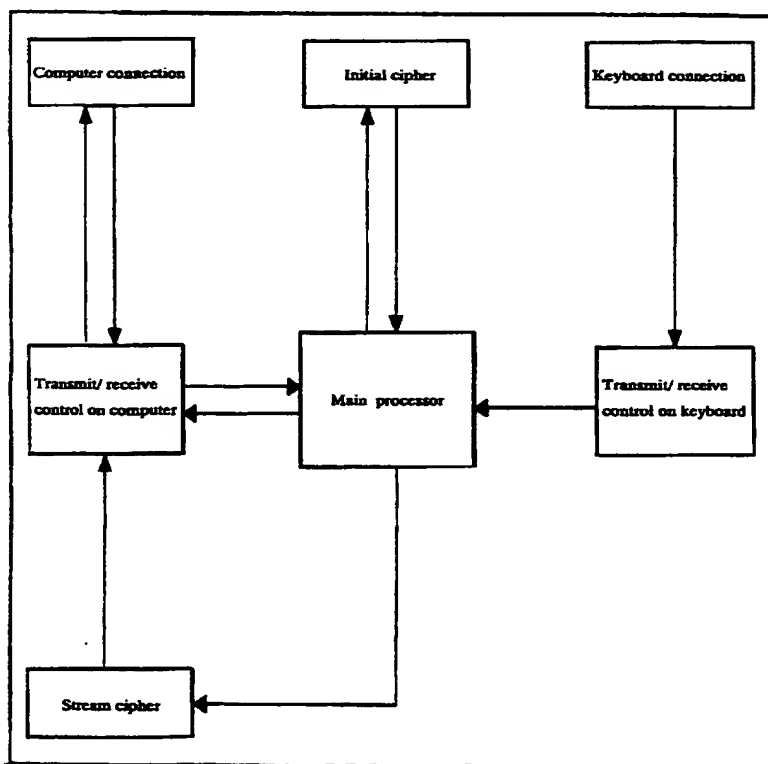 Computer connection
Initial cipher
Keyboard connection
Transmit/ receive
control on computer
Main processor
Transmit/ receive
control on keyboard
Stream cipher